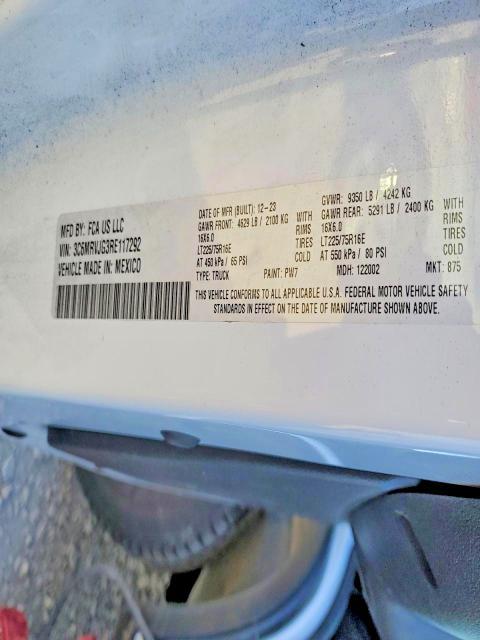 MFD BY: FCA US LLC
VIN: 3C6MRVJG3RE117292
VEHICLE MADE IN: MEXICO
DATE OF MFR (BUILT): 12-23 GVWR: 9350 LB / 4242 KG
GAWR FRONT: 4629 LB / 2100 KG WITH GAWR REAR: 5291 LB / 2400 KG WITH
16X6.0 RIMS 16X6.0 RIMS
LT225/75R16E TIRES LT225/75R16E TIRES
AT 450 kPa / 65 PSI COLD AT 550 kPa / 80 PSI COLD
TYPE: TRUCK PAINT: PW7 MDH: 122002 MKT: 875
THIS VEHICLE CONFORMS TO ALL APPLICABLE U.S.A. FEDERAL MOTOR VEHICLE SAFETY
STANDARDS IN EFFECT ON THE DATE OF MANUFACTURE SHOWN ABOVE.